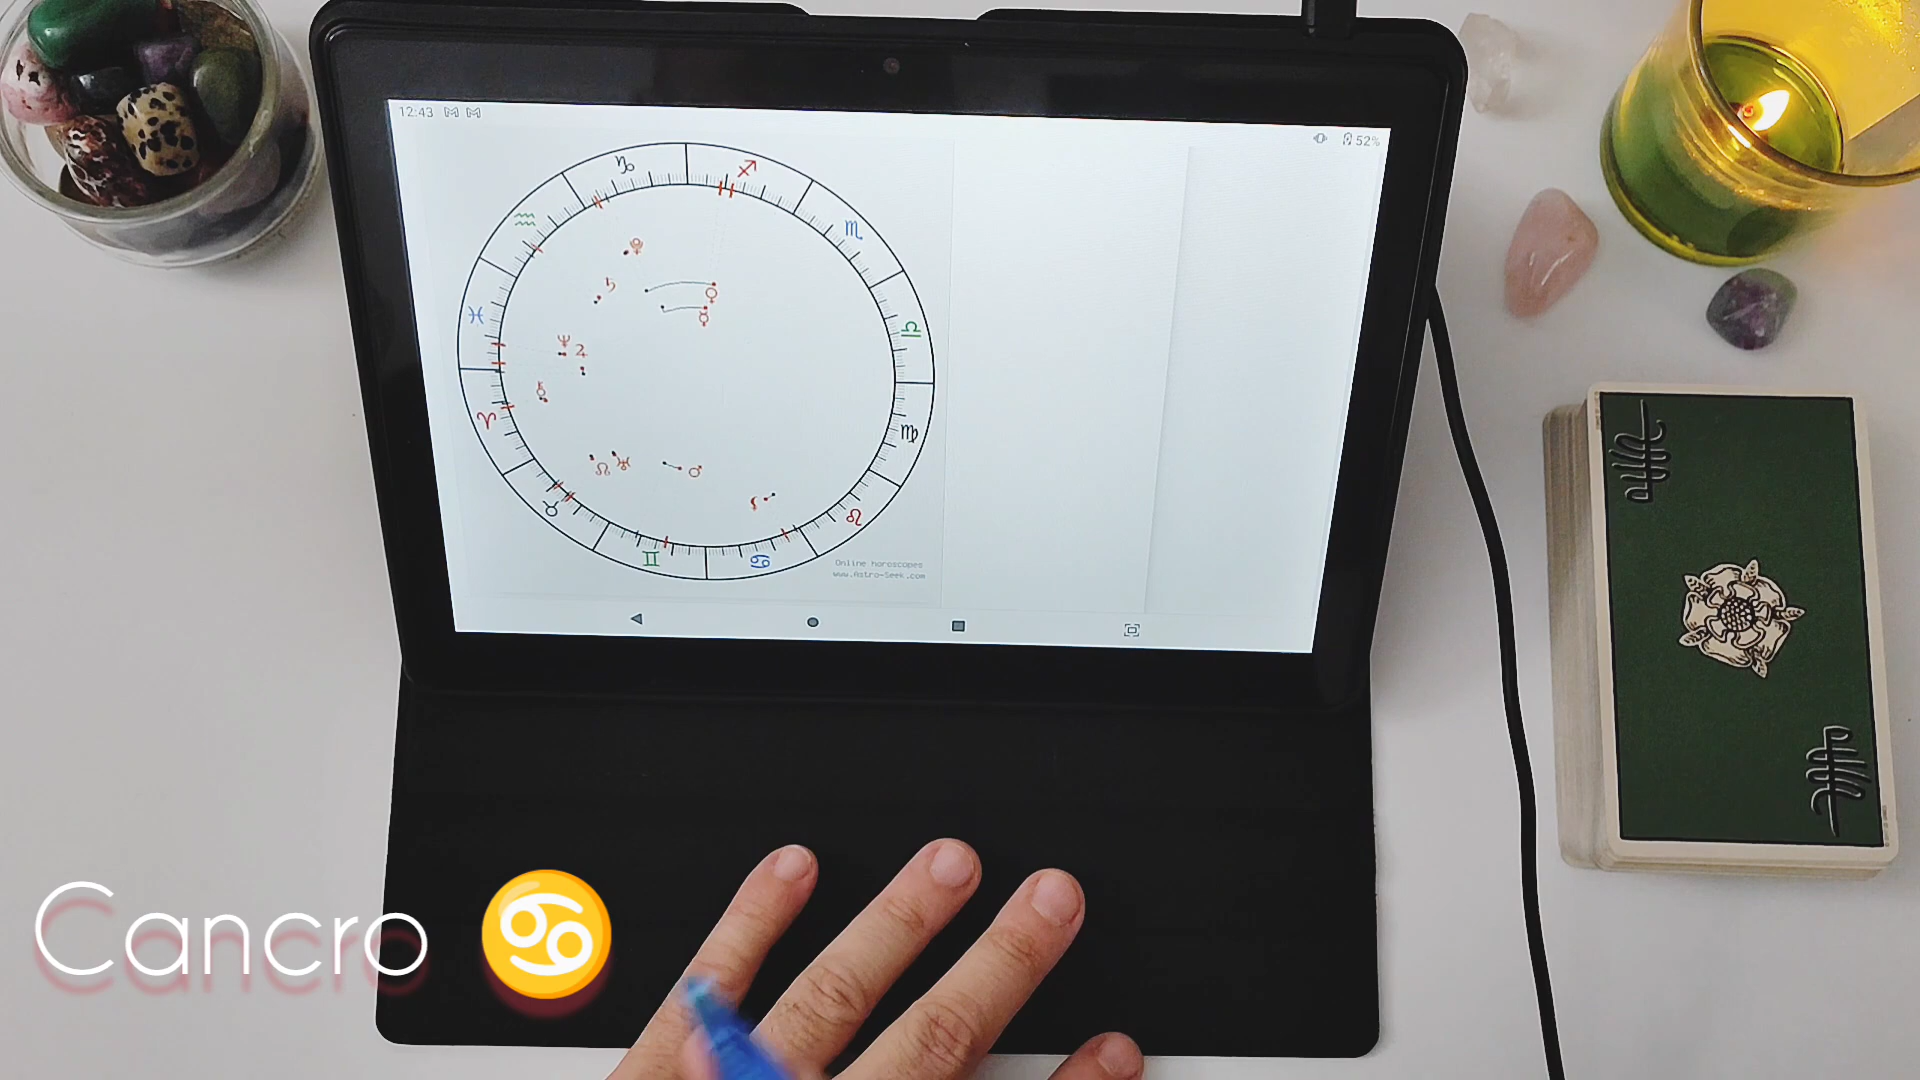 12:43
52%
Online horoscopes
www.Astro-Seek.com
Cancro ♋